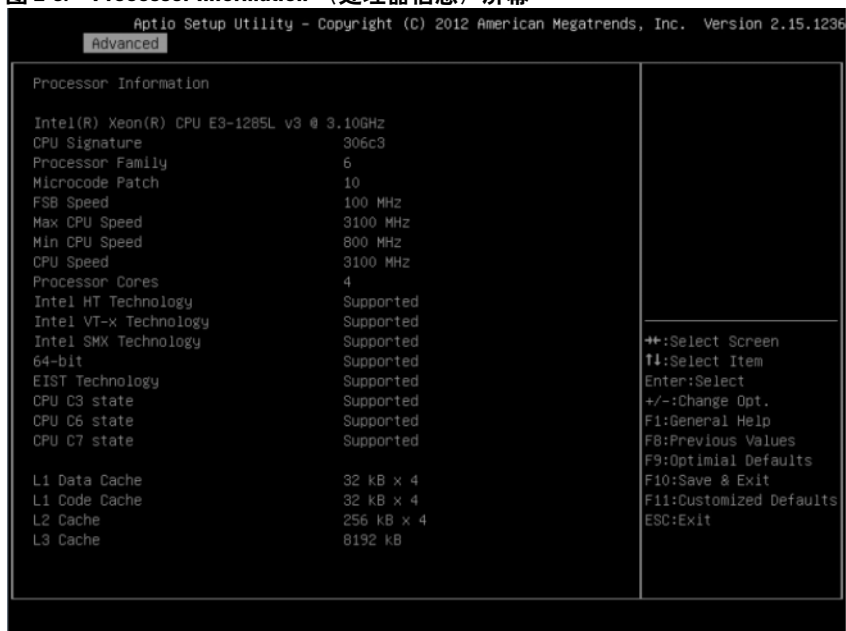 Aptio Setup Utility – Copyright (C) 2012 American Megatrends, Inc. Version 2.15.1236
Advanced
Processor Information
Intel(R) Xeon(R) CPU E3-1285L v3 @ 3.10GHz
CPU Signature 306c3
Processor Family 6
Microcode Patch 10
FSB Speed 100 MHz
Max CPU Speed 3100 MHz
Min CPU Speed 800 MHz
CPU Speed 3100 MHz
Processor Cores 4
Intel HT Technology Supported
Intel VT-x Technology Supported
Intel SMX Technology Supported
64-bit Supported
EIST Technology Supported
CPU C3 state Supported
CPU C6 state Supported
CPU C7 state Supported
L1 Data Cache 32 kB x 4
L1 Code Cache 32 kB x 4
L2 Cache 256 kB x 4
L3 Cache 8192 kB
→←:Select Screen
↑↓:Select Item
Enter:Select
+/-:Change Opt.
F1:General Help
F8:Previous Values
F9:Optimial Defaults
F10:Save & Exit
F11:Customized Defaults
ESC:Exit